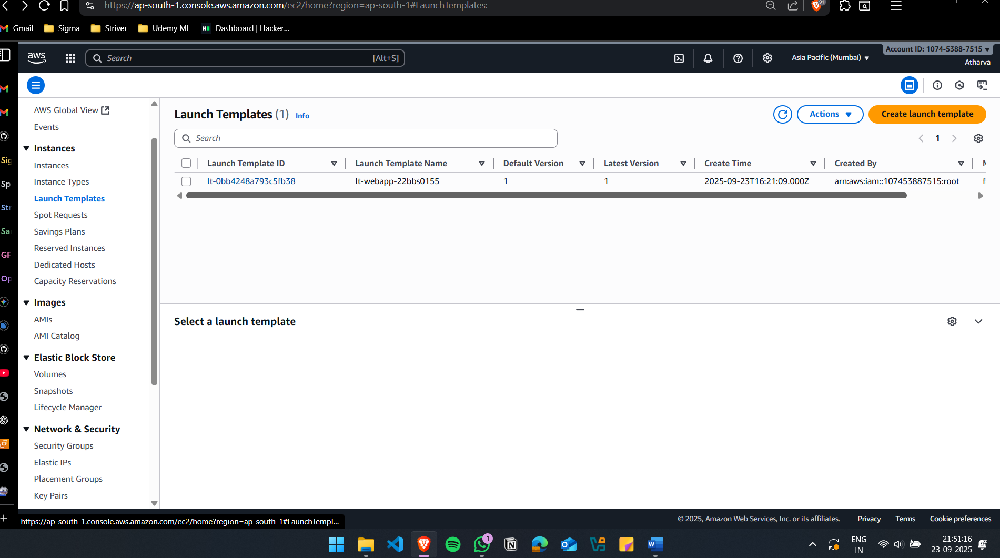 https://ap-south-1.console.aws.amazon.com/ec2/home?region=ap-south-1#LaunchTemplates:
91
Gmail
Sigma
Striver
Udemy ML
Dashboard | Hacker...
aws
Search
[Alt+S]
Asia Pacific (Mumbai)
Account ID: 1074-5388-7515
Atharva
AWS Global View
Events
Instances
Instances
Instance Types
Launch Templates
Spot Requests
Savings Plans
Reserved Instances
Dedicated Hosts
Capacity Reservations
Images
AMIs
AMI Catalog
Elastic Block Store
Volumes
Snapshots
Lifecycle Manager
Network & Security
Security Groups
Elastic IPs
Placement Groups
Key Pairs
Launch Templates (1) Info
Actions
Create launch template
Search
1
Launch Template ID
Launch Template Name
Default Version
Latest Version
Create Time
Created By
lt-0bb4248a793c5fb38
lt-webapp-22bbs0155
1
1
2025-09-23T16:21:09.000Z
arn:aws:iam::107453887515:root
Select a launch template
Sig
Sp
Str
Sa
GF
Op
https://ap-south-1.console.aws.amazon.com/ec2/home?region=ap-south-1#LaunchTempl...
© 2025, Amazon Web Services, Inc. or its affiliates.
Privacy
Terms
Cookie preferences
1
ENG
IN
21:51:16
23-09-2025